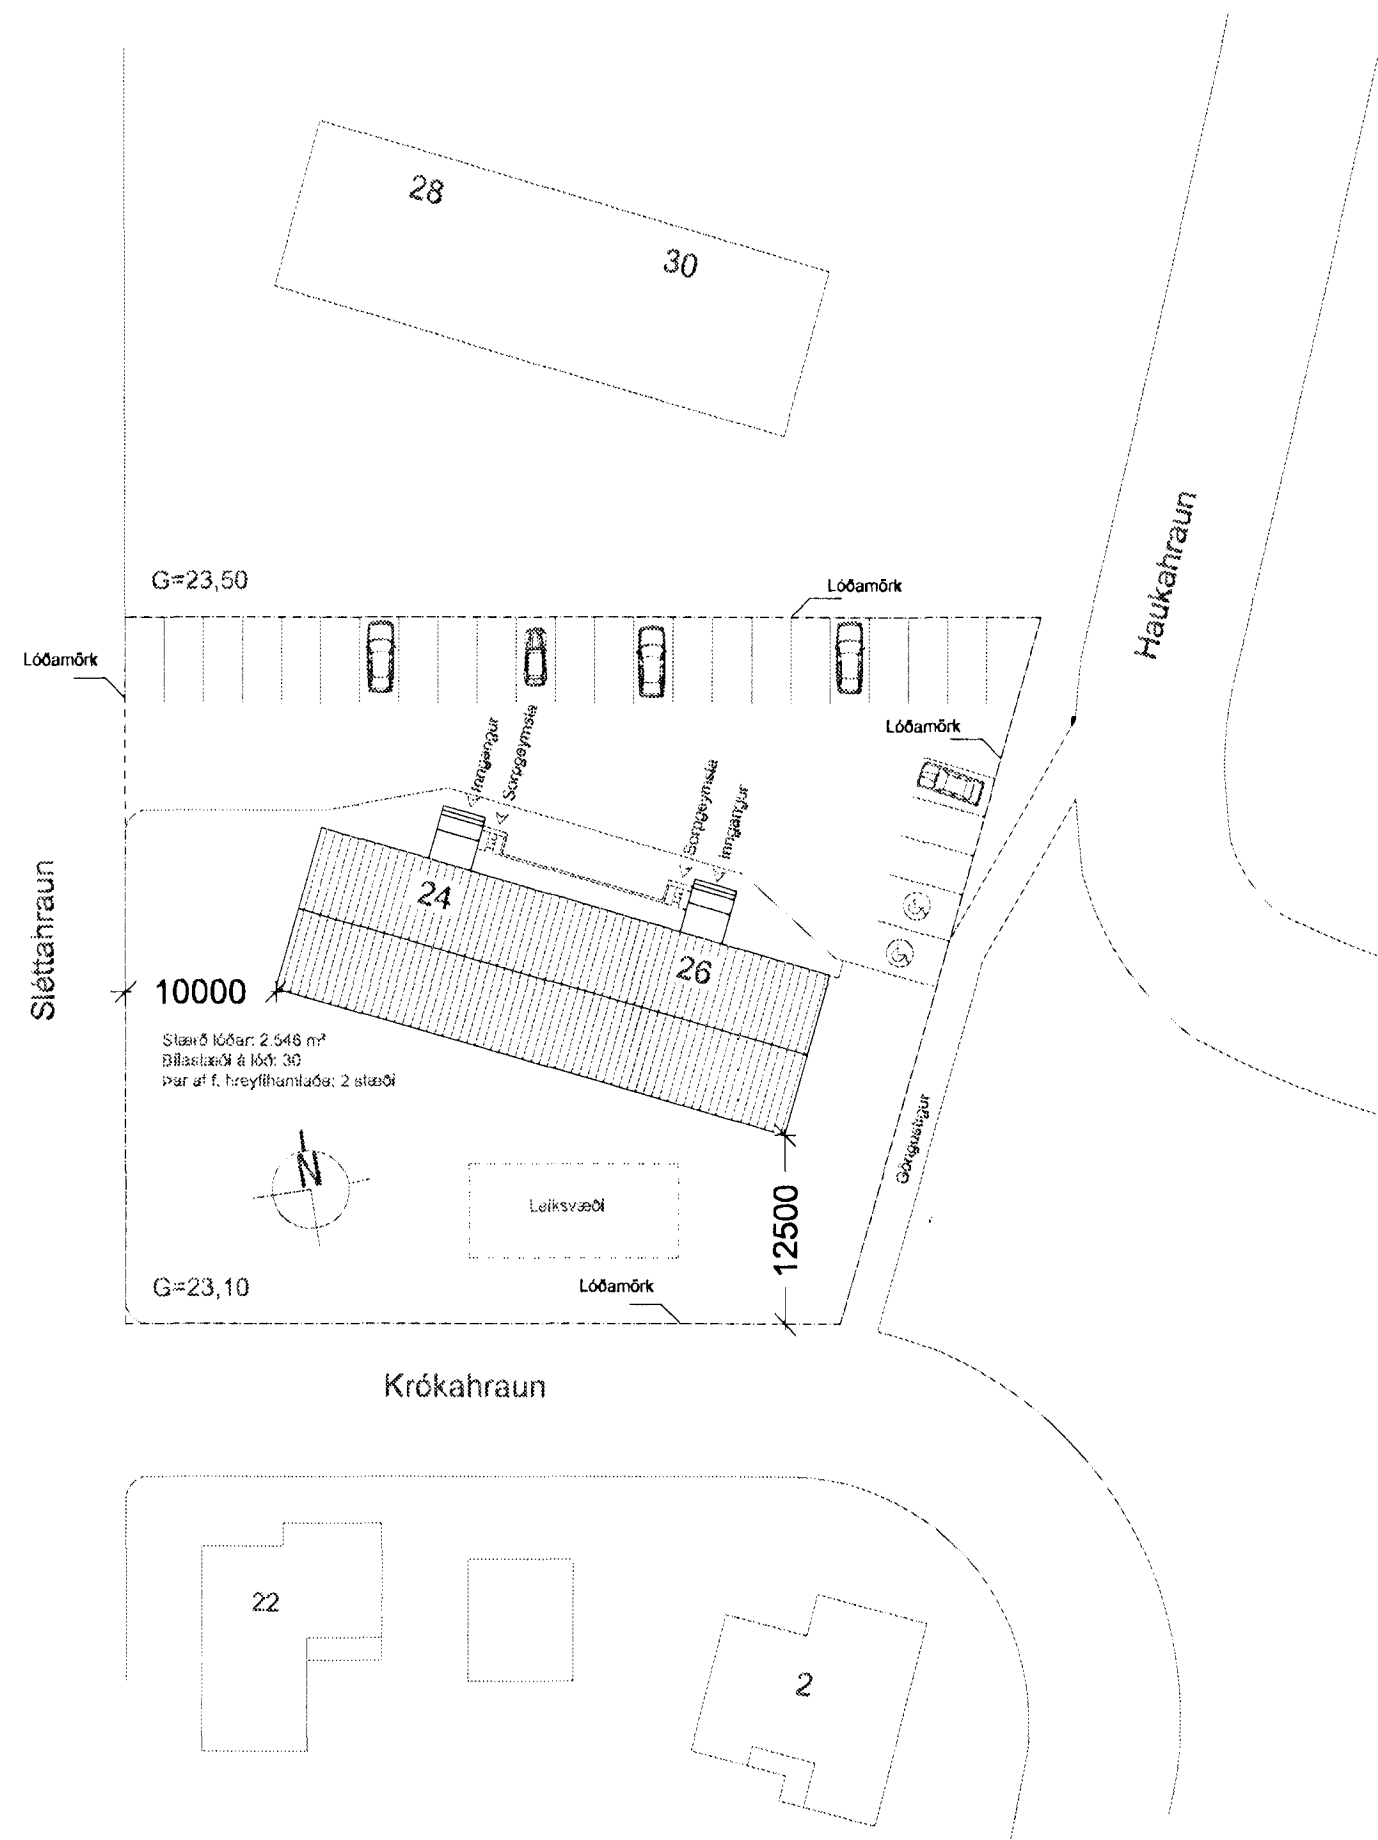 28
30
Haukahraun
G=23,50
Lóðamörk
Lóðamörk
Lóðamörk
Inngangur
Sorpgeymsla
Sorpgeymsla
Inngangur
24
26
Sléttahraun
10000
Stærð lóðar: 2.546 m²
Bílastæði á lóð: 30
Þar af f. hreyfihamlaða: 2 stæði
N
Leiksvæði
12500
Göngustígur
G=23,10
Lóðamörk
Krókahraun
22
2